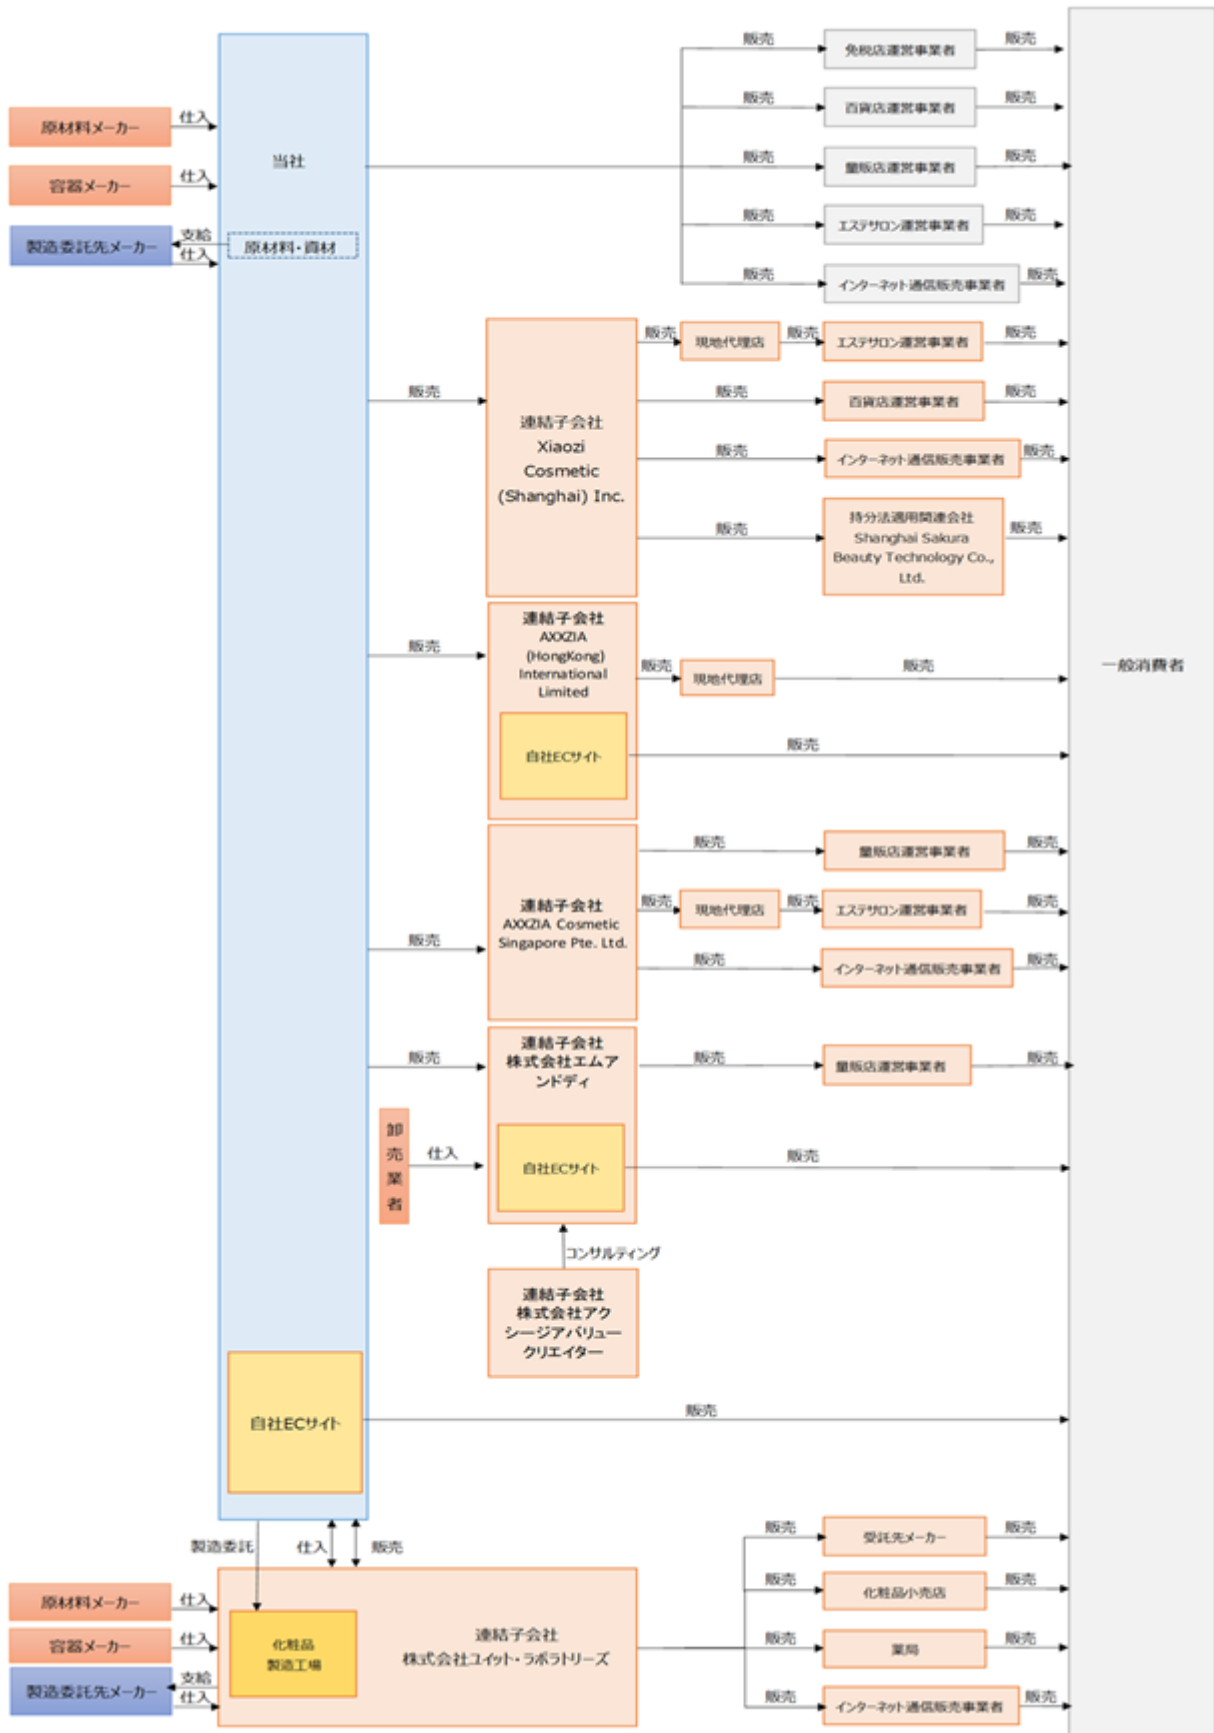 販売
免税店運営事業者
販売
原材料メーカー
仕入
販売
百貨店運営事業者
販売
当社
販売
量販店運営事業者
販売
容器メーカー
仕入
製造委託先メーカー
支給
仕入
原材料・資材
販売
エステサロン運営事業者
販売
販売
インターネット通信販売事業者
販売
販売
連結子会社
Xiaozi
Cosmetic
(Shanghai) Inc.
販売
現地代理店
販売
エステサロン運営事業者
販売
販売
百貨店運営事業者
販売
販売
インターネット通信販売事業者
販売
販売
持分法適用関連会社
Shanghai Sakura
Beauty Technology Co.,
Ltd.
販売
一般消費者
販売
連結子会社
AXXZIA
(HongKong)
International
Limited
販売
現地代理店
販売
自社ECサイト
販売
販売
連結子会社
AXXZIA Cosmetic
Singapore Pte. Ltd.
販売
量販店運営事業者
販売
販売
現地代理店
販売
エステサロン運営事業者
販売
販売
インターネット通信販売事業者
販売
販売
連結子会社
株式会社エムア
ンドディ
販売
量販店運営事業者
販売
卸
売
業
者
仕入
自社ECサイト
販売
コンサルティング
連結子会社
株式会社アク
シージアバリュー
クリエイター
自社ECサイト
販売
製造委託
仕入
販売
原材料メーカー
仕入
容器メーカー
仕入
製造委託先メーカー
支給
仕入
化粧品
製造工場
連結子会社
株式会社ユイット・ラボラトリーズ
販売
受託先メーカー
販売
販売
化粧品小売店
販売
販売
薬局
販売
販売
インターネット通信販売事業者
販売